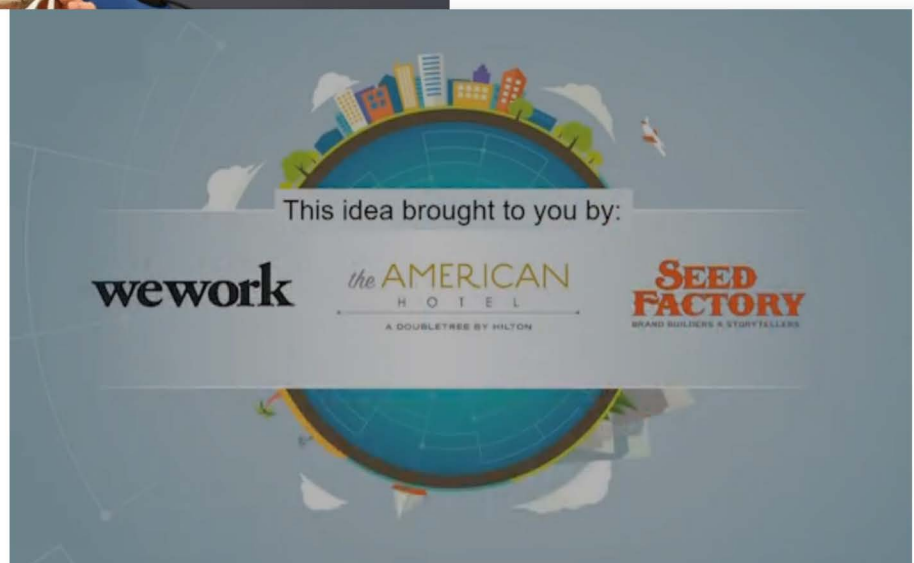 This idea brought to you by:
wework
the AMERICAN
HOTEL
A DOUBLETREE BY HILTON
SEED
FACTORY
BRAND BUILDERS & STORYTELLERS